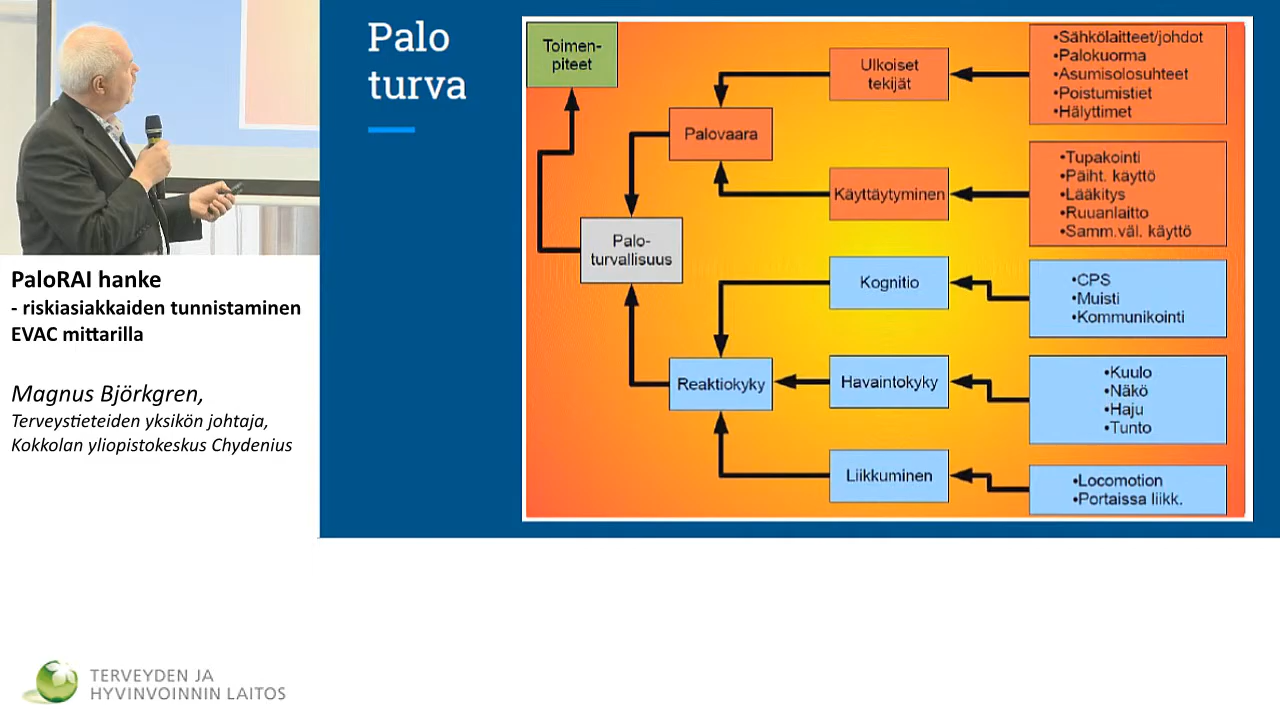 Palo
turva
Toimen-
piteet
Ulkoiset
tekijät
•Sähkölaitteet/johdot
•Palokuorma
•Asumisolosuhteet
•Poistumistiet
•Hälyttimet
Palovaara
Käyttäytyminen
•Tupakointi
•Päiht. käyttö
•Lääkitys
•Ruuanlaitto
•Samm.väl. käyttö
Palo-
turvallisuus
Kognitio
•CPS
•Muisti
•Kommunikointi
Reaktiokyky
Havaintokyky
•Kuulo
•Näkö
•Haju
•Tunto
Liikkuminen
•Locomotion
•Portaissa liikk.
PaloRAI hanke
- riskiasiakkaiden tunnistaminen
EVAC mittarilla
Magnus Björkgren,
Terveystieteiden yksikön johtaja,
Kokkolan yliopistokeskus Chydenius
TERVEYDEN JA
HYVINVOINNIN LAITOS